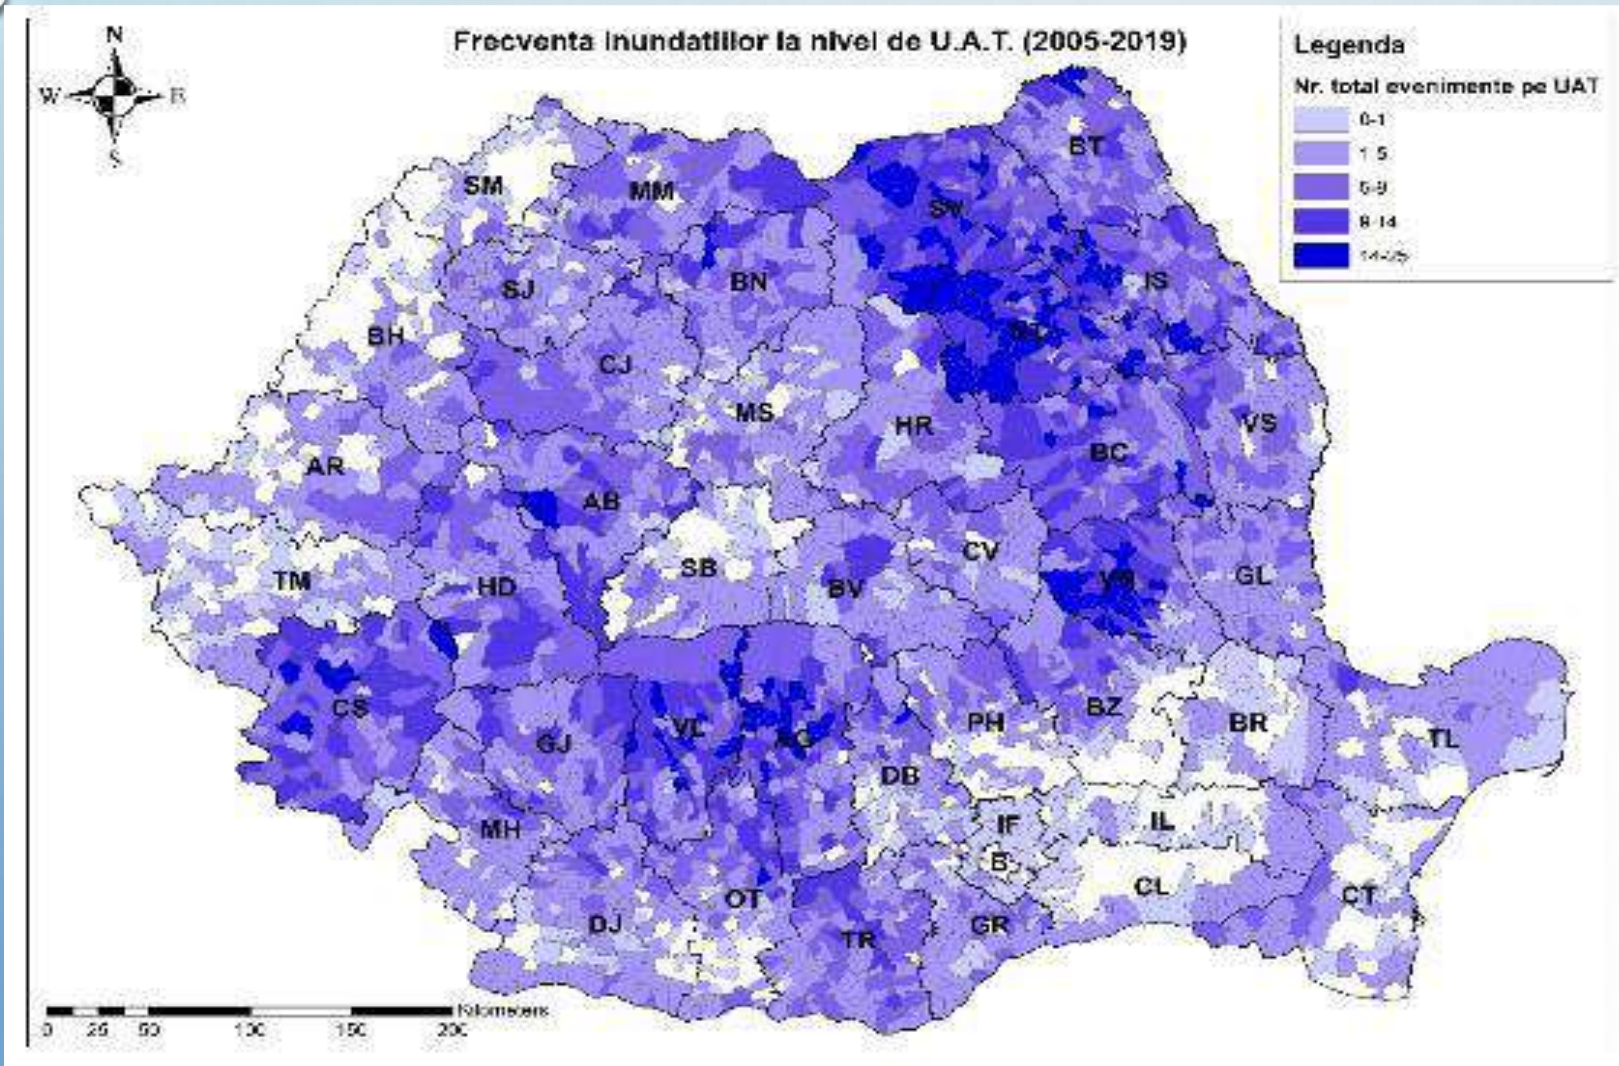 N
Frecventa inundatiilor la nivel de U.A.T. (2005-2019)
Legenda
Nr. total evenimente pe UAT
W
E
S
0-1
1-5
5-9
9-14
14-25
BT
SM
MM
SV
SJ
BN
IS
BH
CJ
NT
MS
HR
VS
BC
AR
AB
TM
HD
SB
BV
CV
VN
GL
CS
GJ
VL
AG
PH
BZ
BR
TL
DB
MH
IF
IL
B
CL
CT
OT
DJ
TR
GR
Kilometers
0 25 50 100 150 200